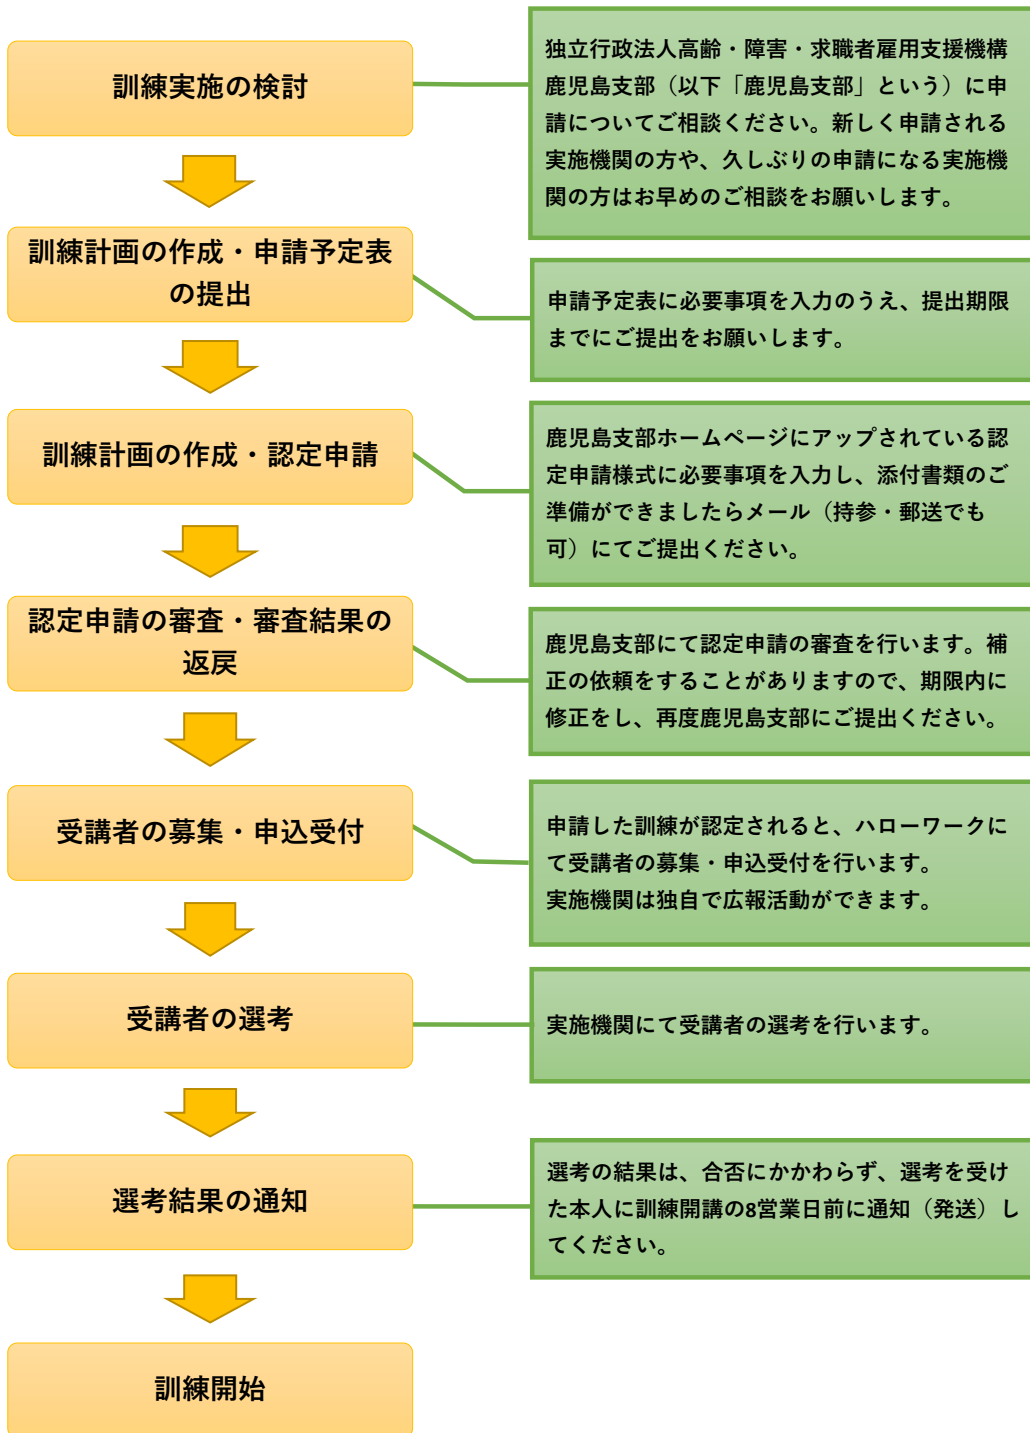 訓練実施の検討
独立行政法人高齢・障害・求職者雇用支援機構
鹿児島支部（以下「鹿児島支部」という）に申
請についてご相談ください。新しく申請される
実施機関の方や、久しぶりの申請になる実施機
関の方はお早めのご相談をお願いします。
訓練計画の作成・申請予定表
の提出
申請予定表に必要事項を入力のうえ、提出期限
までにご提出をお願いします。
訓練計画の作成・認定申請
鹿児島支部ホームページにアップされている認
定申請様式に必要事項を入力し、添付書類のご
準備ができましたらメール（持参・郵送でも
可）にてご提出ください。
認定申請の審査・審査結果の
返戻
鹿児島支部にて認定申請の審査を行います。補
正の依頼をすることがありますので、期限内に
修正をし、再度鹿児島支部にご提出ください。
受講者の募集・申込受付
申請した訓練が認定されると、ハローワークに
て受講者の募集・申込受付を行います。
実施機関は独自で広報活動ができます。
受講者の選考
実施機関にて受講者の選考を行います。
選考結果の通知
選考の結果は、合否にかかわらず、選考を受け
た本人に訓練開講の8営業日前に通知（発送）し
てください。
訓練開始